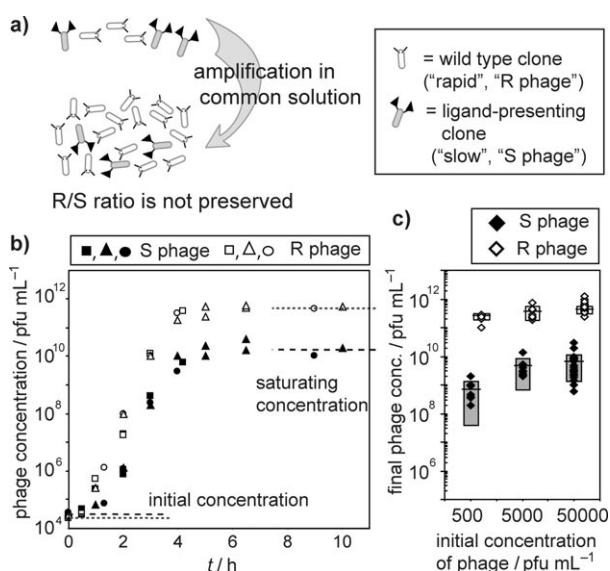 a)
amplification in
common solution
R/S ratio is not preserved
= wild type clone
("rapid", "R phage")
= ligand-presenting
clone
("slow", "S phage")
b)
■,▲,● S phage □,△,○ R phage
phage concentration / pfu mL⁻¹
10¹²
10¹⁰
10⁸
10⁶
10⁴
saturating
concentration
initial concentration
0 2 4 6 8 10
t / h
c)
◆ S phage
◇ R phage
final phage conc. / pfu mL⁻¹
10¹²
10¹⁰
10⁸
10⁶
500 5000 50000
initial concentration
of phage / pfu mL⁻¹